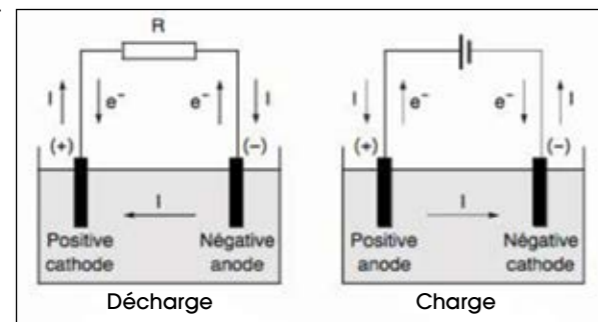 R
I e⁻ e⁻ I
(+) (−)
I
Positive cathode
Négative anode
Décharge
I e⁻ e⁻ I
(+) (−)
I
Positive anode
Négative cathode
Charge